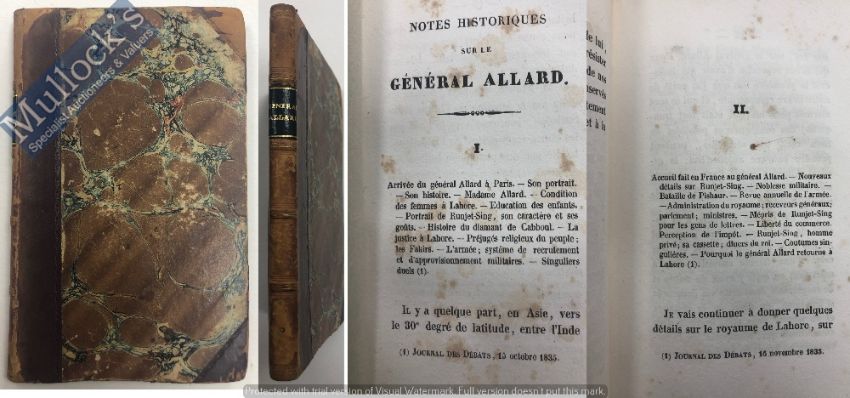 Mullock's
Specialist Auctioneers & Valuers
GÉNÉRAL
ALLARD
NOTES HISTORIQUES
SUR LE
GÉNÉRAL ALLARD.
I.
Arrivée du général Allard à Paris. — Son portrait.
— Son histoire. — Madame Allard. — Condition
des femmes à Lahore. — Education des enfants.
— Portrait de Runjet-Sing, son caractère et ses
goûts. — Histoire du diamant de Cabboul. — La
justice à Lahore. — Préjugés religieux du peuple;
les Fakirs. — L'armée; système de recrutement
et d'approvisionnement militaires. — Singuliers
duels (1).
IL y a quelque part, en Asie, vers
le 30e degré de latitude, entre l'Inde
(1) JOURNAL DES DÉBATS, 15 octobre 1835.
de lui,
résister
de nos
et à la
II.
Accueil fait en France au général Allard. — Nouveaux
détails sur Runjet-Sing. — Noblesse militaire. —
Bataille de Pishaur. — Revue annuelle de l'armée.
— Administration du royaume; receveurs généraux;
parlement; ministres. — Mépris de Runjet-Sing
pour les gens de lettres. — Liberté du commerce.
Perception de l'impôt. — Runjet-Sing, homme
privé; sa cassette; dîners du roi. — Coutumes sin-
gulières. — Pourquoi le général Allard retourne à
Lahore (1).
JE vais continuer à donner quelques
détails sur le royaume de Lahore, sur
(1) JOURNAL DES DÉBATS, 16 novembre 1835.
Protected with trial version of Visual Watermark. Full version doesn't put this mark.